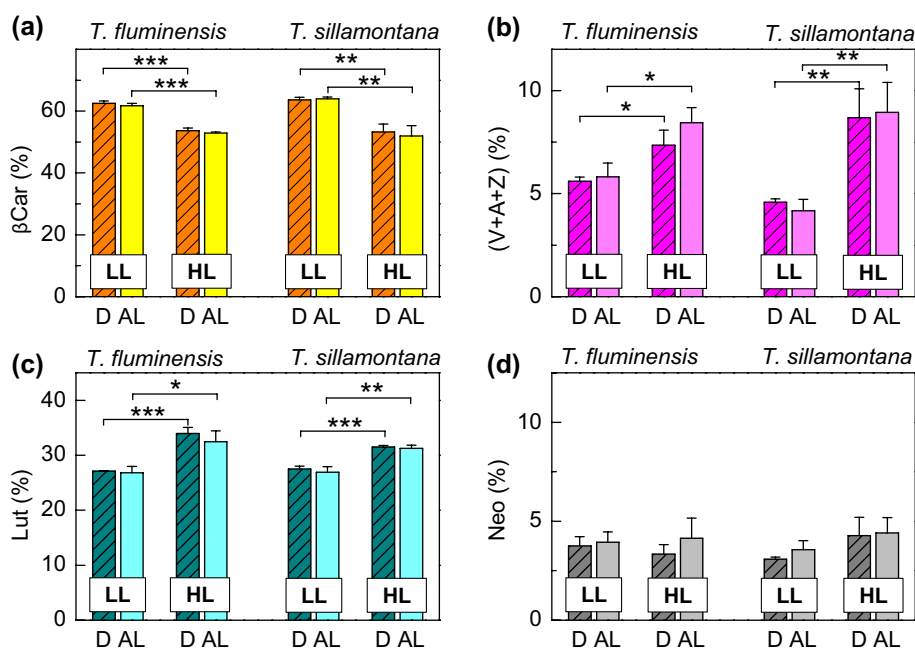 (a) T. fluminensis T. sillamontana
*** **
*** **
βCar (%)
60
40
20
0
LL HL LL HL
D AL D AL D AL D AL
(b) T. fluminensis T. sillamontana
**
* **
*
(V+A+Z) (%)
10
5
0
LL HL LL HL
D AL D AL D AL D AL
(c) T. fluminensis T. sillamontana
* **
*** ***
Lut (%)
40
30
20
10
0
LL HL LL HL
D AL D AL D AL D AL
T. fluminensis T. sillamontana (d)
Neo (%)
10
5
0
LL HL LL HL
D AL D AL D AL D AL